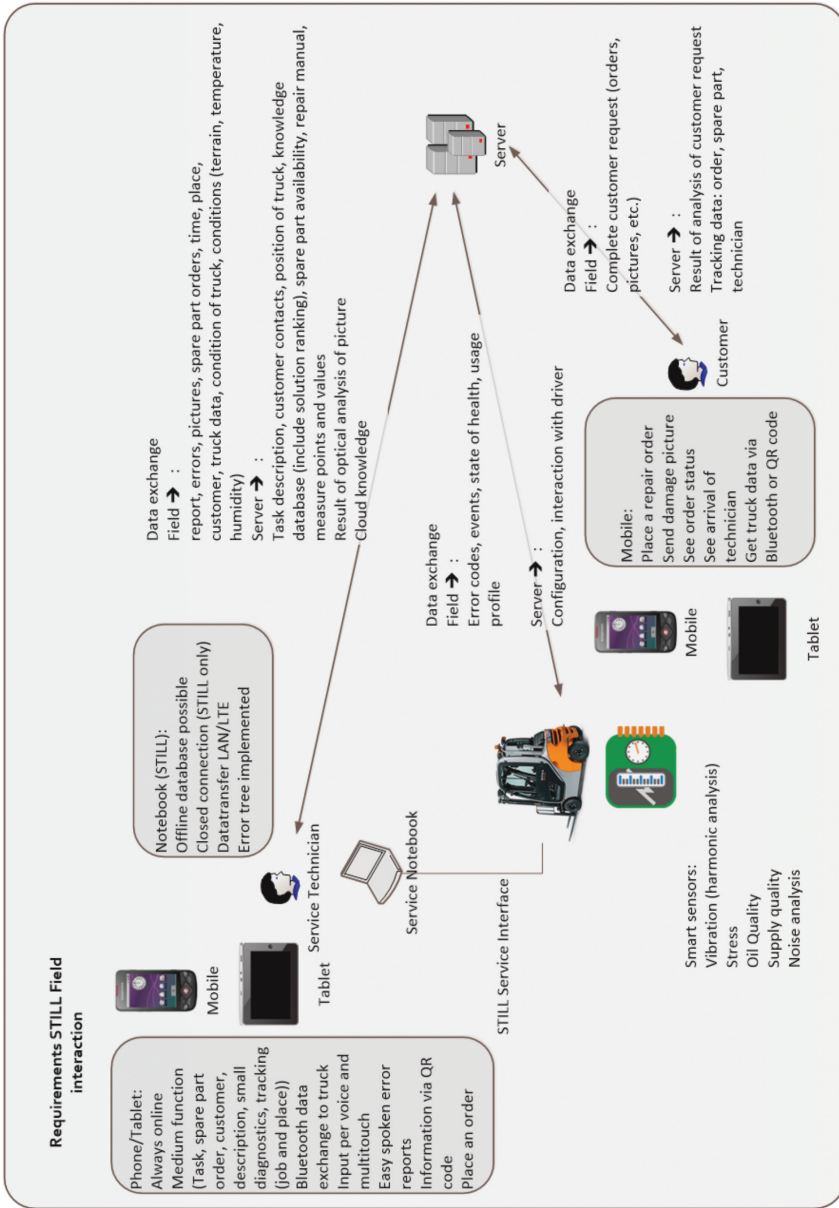 Requirements STILL Field
interaction
Phone/Tablet:
Always online
Medium function
(Task, spare part
order, customer,
description, small
diagnostics, tracking
(job and place))
Bluetooth data
exchange to truck
Input per voice and
multitouch
Easy spoken error
reports
Information via QR
code
Place an order
Mobile
Tablet
Service Technician
Notebook (STILL):
Offline database possible
Closed connection (STILL only)
Datatransfer LAN/LTE
Error tree implemented
Service Notebook
STILL Service Interface
Data exchange
Field ➔ :
report, errors, pictures, spare part orders, time, place,
customer, truck data, condition of truck, conditions (terrain, temperature,
humidity)
Server ➔ :
Task description, customer contacts, position of truck, knowledge
database (include solution ranking), spare part availability, repair manual,
measure points and values
Result of optical analysis of picture
Cloud knowledge
Server
Data exchange
Field ➔ :
Error codes, events, state of health, usage
profile
Server ➔ :
Configuration, interaction with driver
Smart sensors:
Vibration (harmonic analysis)
Stress
Oil Quality
Supply quality
Noise analysis
Mobile
Tablet
Mobile:
Place a repair order
Send damage picture
See order status
See arrival of
technician
Get truck data via
Bluetooth or QR code
Customer
Data exchange
Field ➔ :
Complete customer request (orders,
pictures, etc.)
Server ➔ :
Result of analysis of customer request
Tracking data: order, spare part,
technician